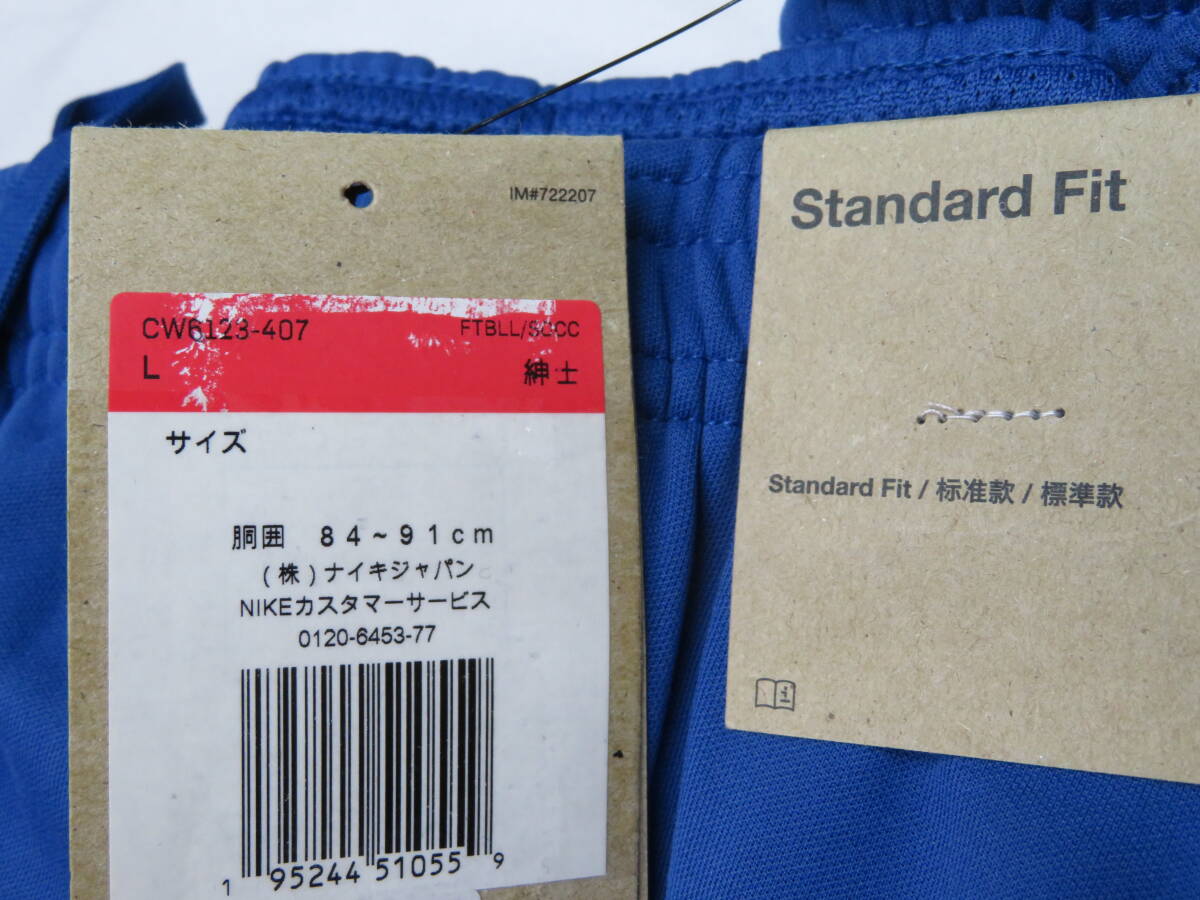 IM#722207
CW6123-407 FTBLL/SOCC
L 紳士
サイズ
胴囲 84~91cm
(株)ナイキジャパン
NIKEカスタマーサービス
0120-6453-77
1 95244 51055 9
Standard Fit
Standard Fit / 标准款 / 標準款